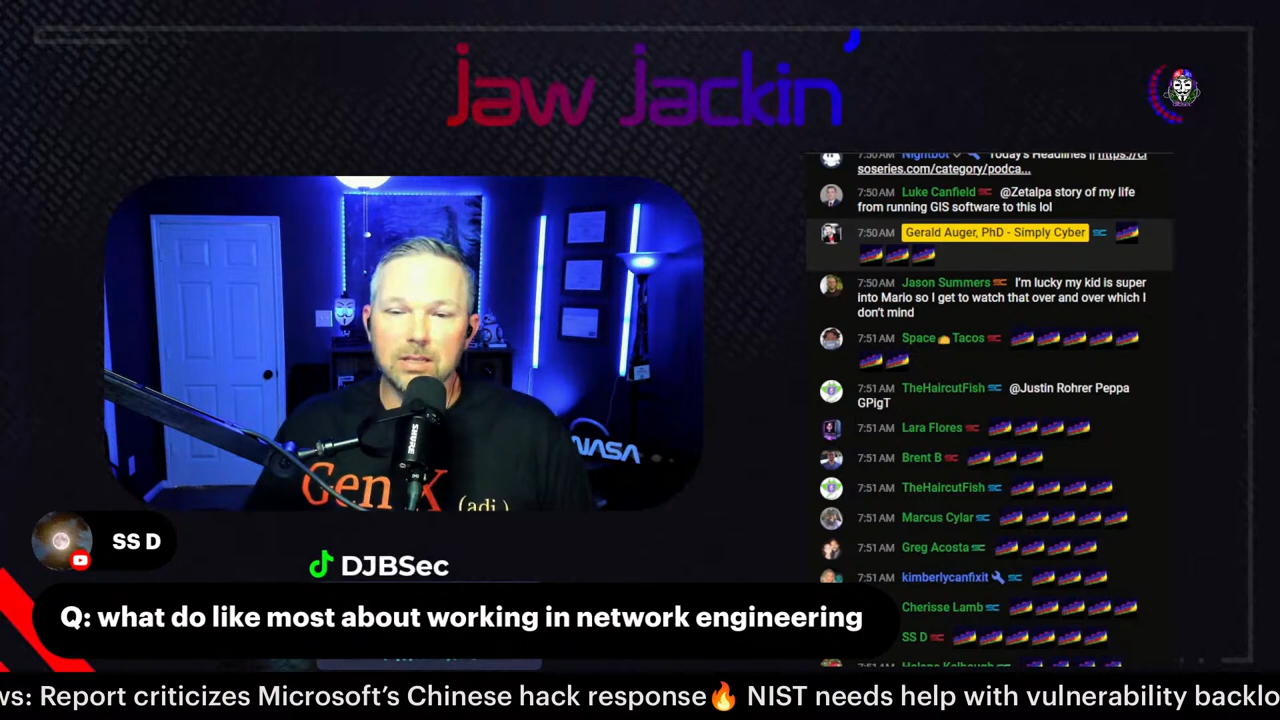 Jaw Jackin'
7:50 AM Nightbot Today's Headlines || https://ci
soseries.com/category/podca...
7:50 AM Luke Canfield @Zetalpa story of my life
from running GIS software to this lol
7:50 AM Gerald Auger, PhD - Simply Cyber
7:50 AM Jason Summers I'm lucky my kid is super
into Mario so I get to watch that over and over which I
don't mind
7:51 AM Space Tacos
7:51 AM TheHaircutFish @Justin Rohrer Peppa
GPigT
7:51 AM Lara Flores
7:51 AM Brent B
7:51 AM TheHaircutFish
7:51 AM Marcus Cylar
7:51 AM Greg Acosta
7:51 AM kimberlycanfixit
Cherisse Lamb
SS D
NASA
SHURE
Gen X (adj.)
SS D
DJBSec
Q: what do like most about working in network engineering
ws: Report criticizes Microsoft's Chinese hack response🔥 NIST needs help with vulnerability backlo